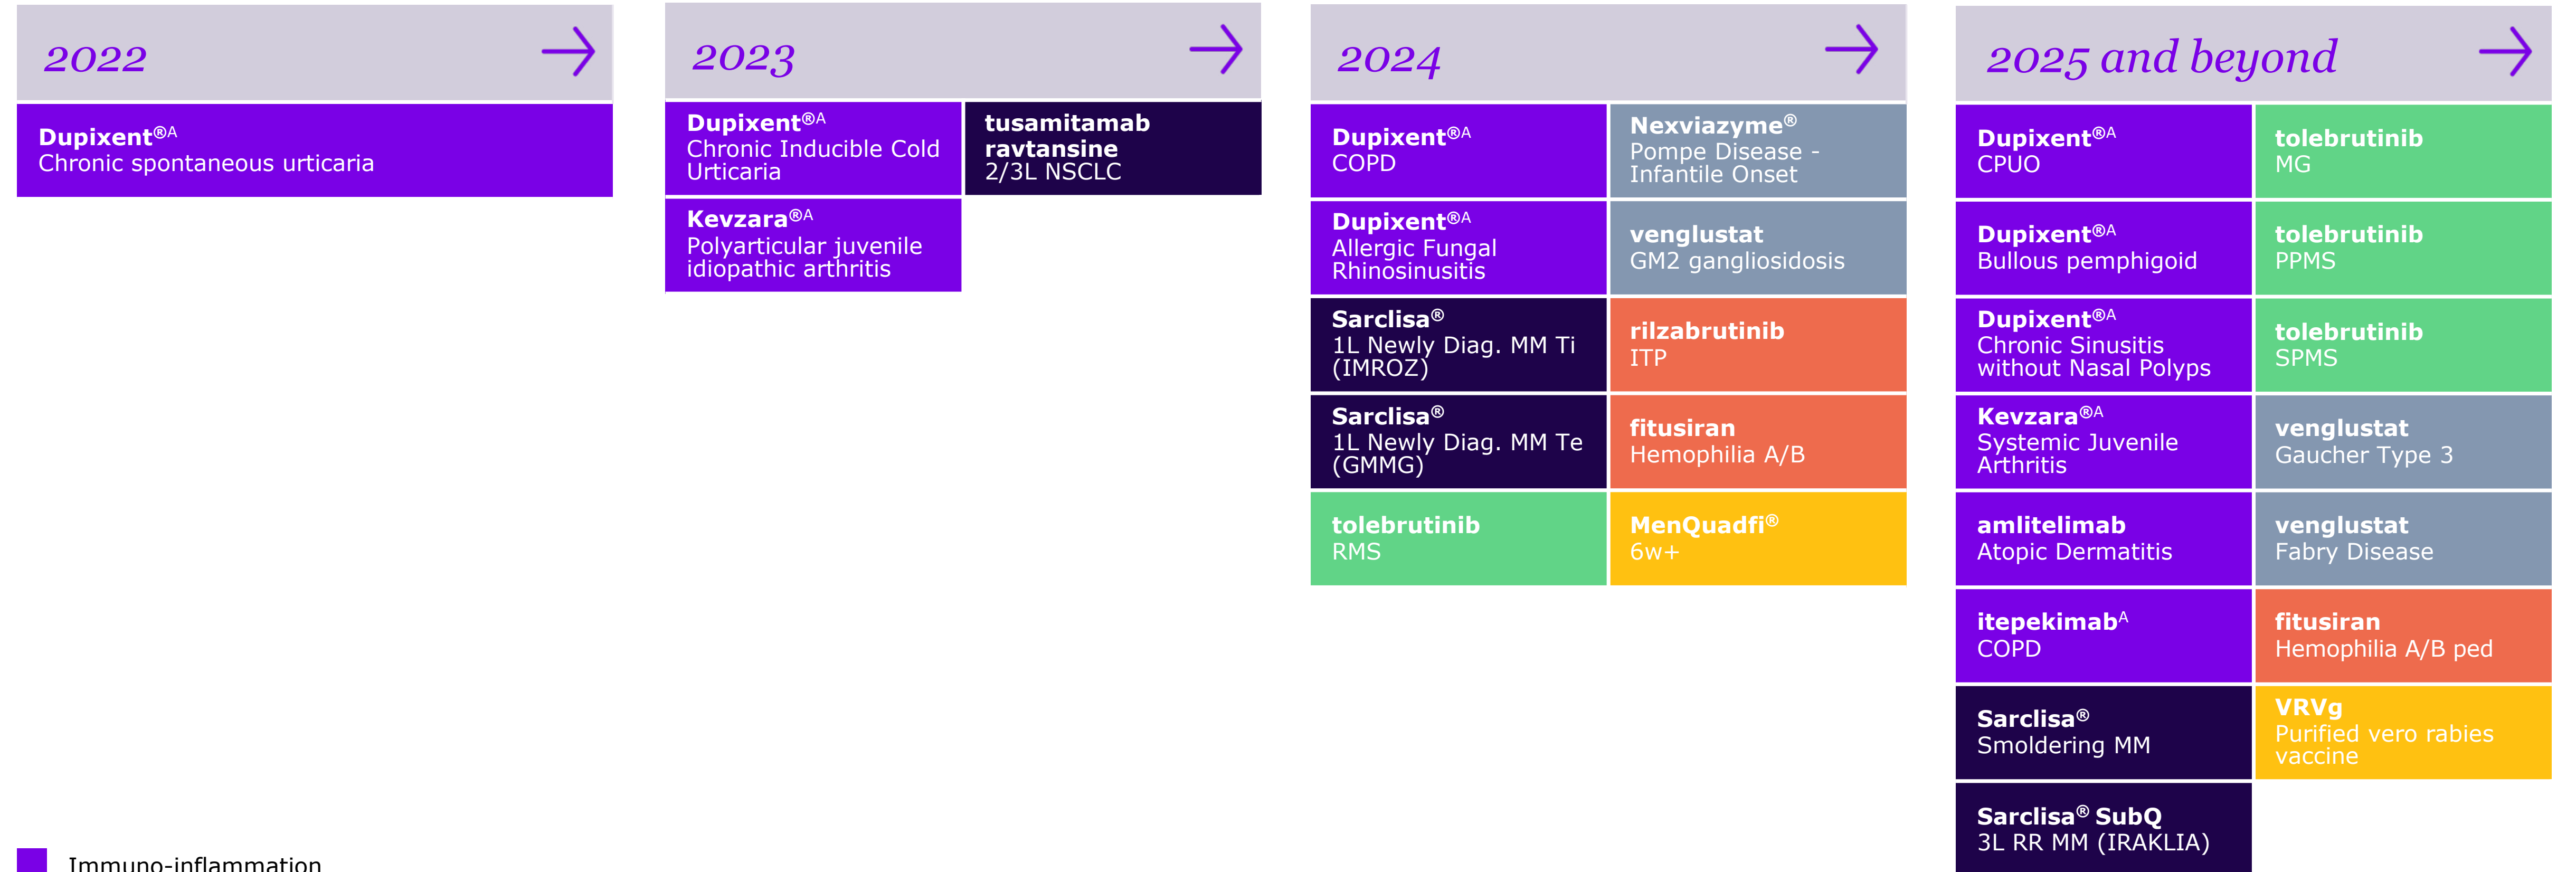 2022
Dupixent®A
Chronic spontaneous urticaria
2023
Dupixent®A
Chronic Inducible Cold
Urticaria
Kevzara®A
Polyarticular juvenile
idiopathic arthritis
tusamitamab
ravtansine
2/3L NSCLC
2024
Dupixent®A
COPD
Dupixent®A
Allergic Fungal
Rhinosinusitis
Sarclisa®
1L Newly Diag. MM Ti
(IMROZ)
Sarclisa®
1L Newly Diag. MM Te
(GMMG)
tolebrutinib
RMS
Nexviazyme®
Pompe Disease -
Infantile Onset
venglustat
GM2 gangliosidosis
rilzabrutinib
ITP
fitusiran
Hemophilia A/B
MenQuadfi®
6w+
2025 and beyond
Dupixent®A
CPUO
Dupixent®A
Bullous pemphigoid
Dupixent®A
Chronic Sinusitis
without Nasal Polyps
Kevzara®A
Systemic Juvenile
Arthritis
amlitelimab
Atopic Dermatitis
itepekimabA
COPD
Sarclisa®
Smoldering MM
Sarclisa® SubQ
3L RR MM (IRAKLIA)
tolebrutinib
MG
tolebrutinib
PPMS
tolebrutinib
SPMS
venglustat
Gaucher Type 3
venglustat
Fabry Disease
fitusiran
Hemophilia A/B ped
VRVg
Purified vero rabies
vaccine
Immuno-inflammation